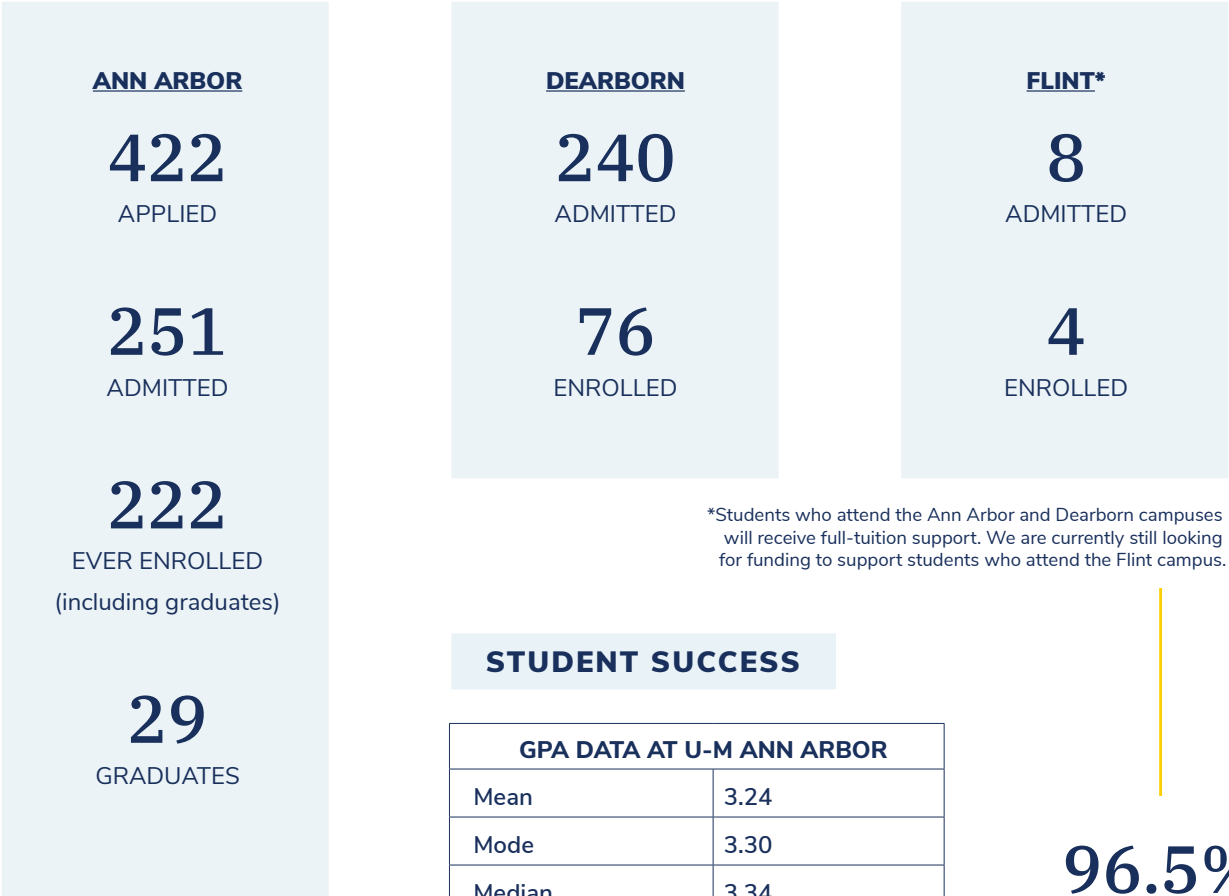 ANN ARBOR
422
APPLIED
251
ADMITTED
222
EVER ENROLLED
(including graduates)
29
GRADUATES
DEARBORN
240
ADMITTED
76
ENROLLED
FLINT*
8
ADMITTED
4
ENROLLED
*Students who attend the Ann Arbor and Dearborn campuses
will receive full-tuition support. We are currently still looking
for funding to support students who attend the Flint campus.
STUDENT SUCCESS
GPA DATA AT U-M ANN ARBOR
Mean 3.24
Mode 3.30
Median 3.34
96.5%